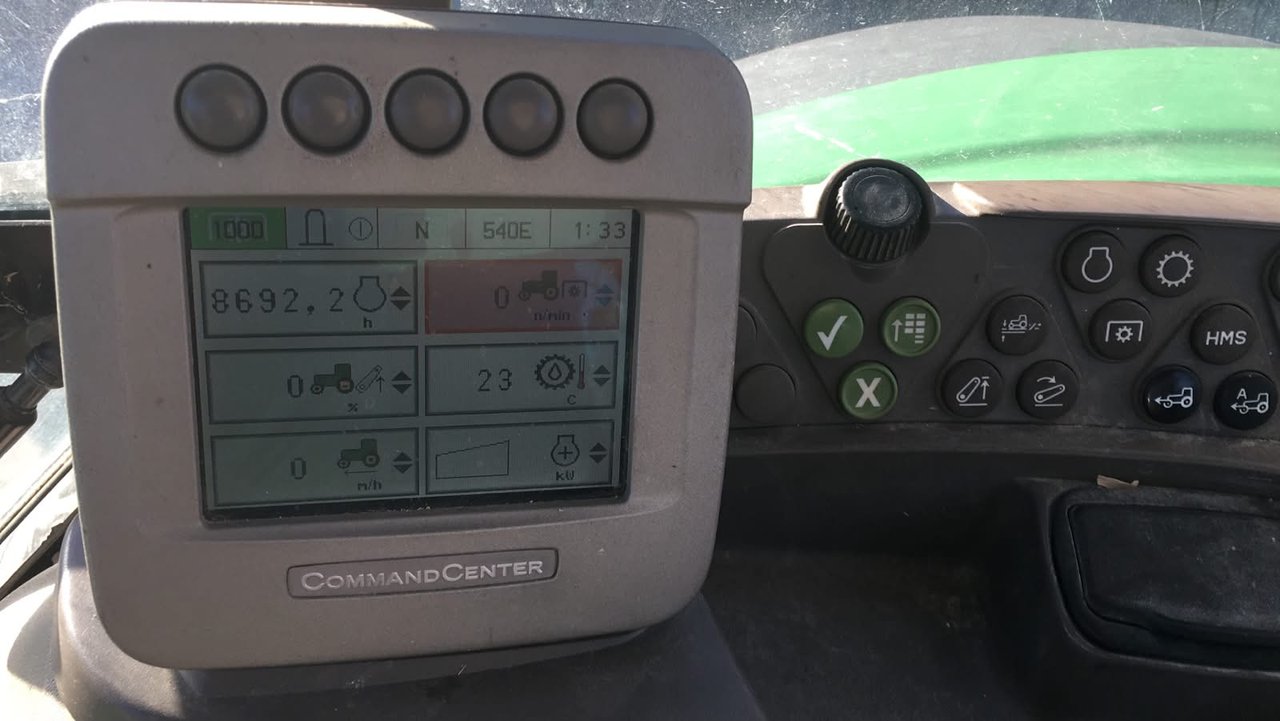 1000 N 540E 1:33
8692.2 h
0 n/min
0 %
23 C
0 m/h
kW
COMMANDCENTER
X
HMS
A